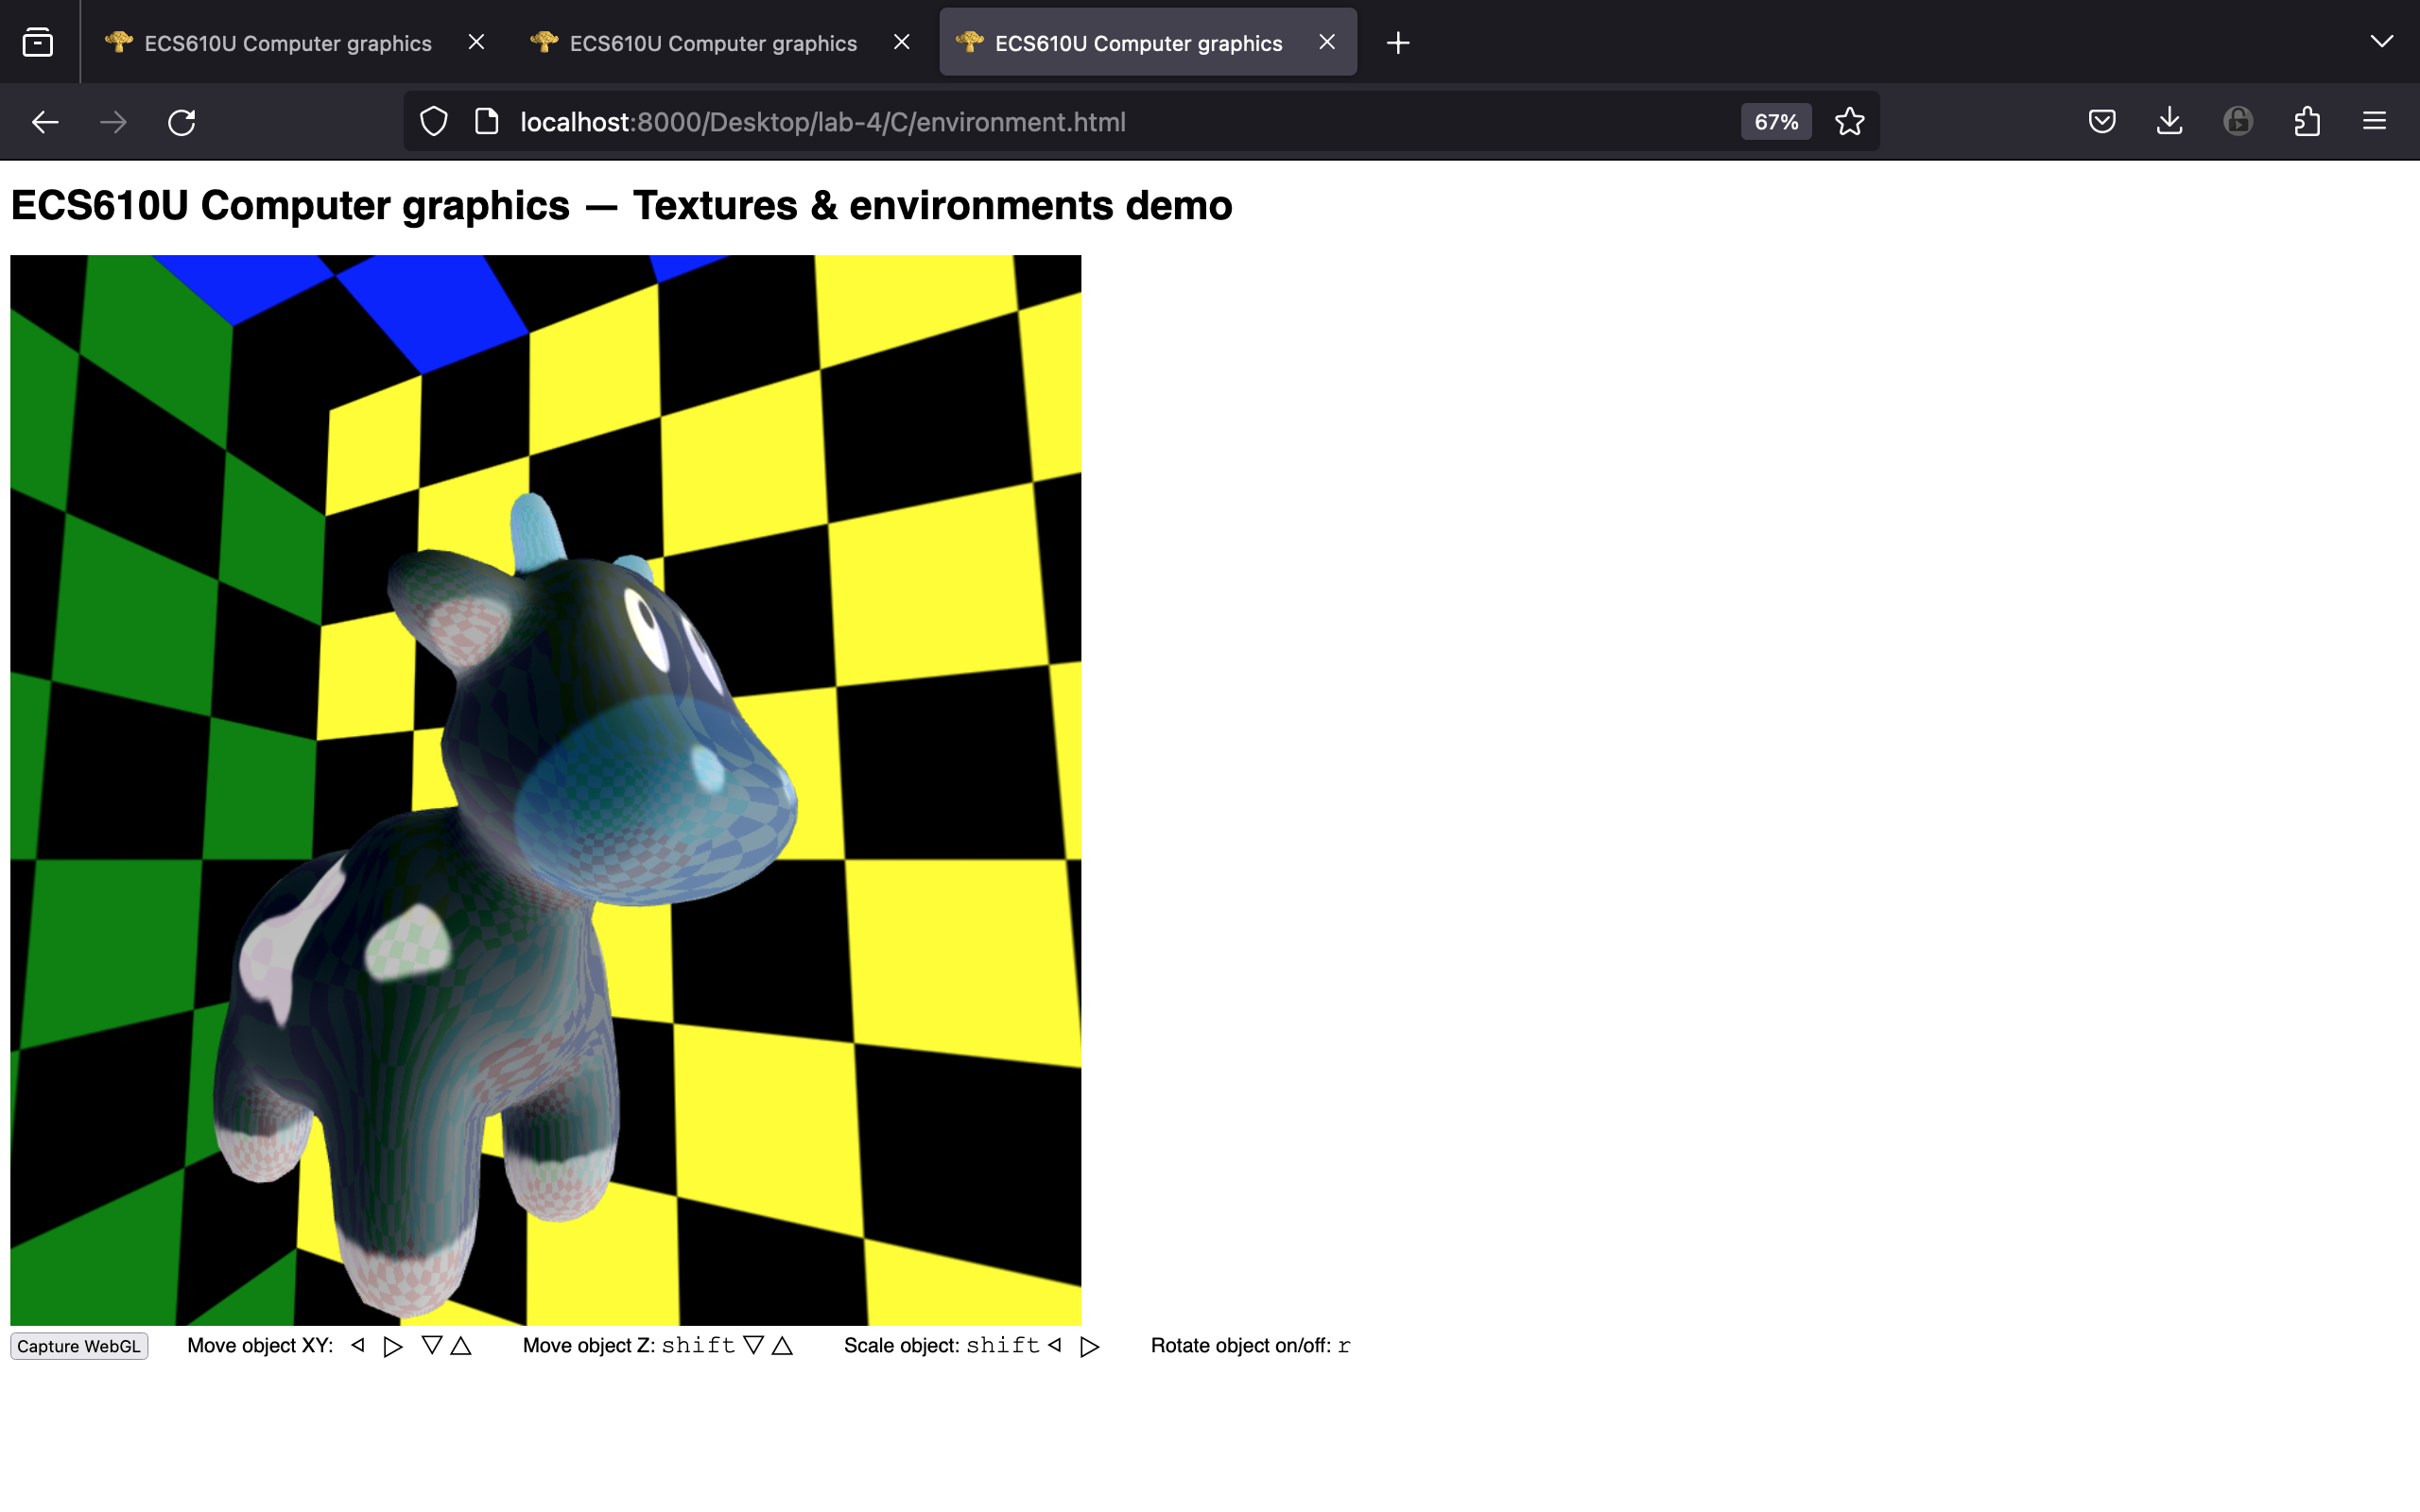 ECS610U Computer graphics
ECS610U Computer graphics
ECS610U Computer graphics
localhost:8000/Desktop/lab-4/C/environment.html
67%
ECS610U Computer graphics — Textures & environments demo
Capture WebGL Move object XY: ◁ ▷ ▽ △ Move object Z: shift ▽ △ Scale object: shift ◁ ▷ Rotate object on/off: r